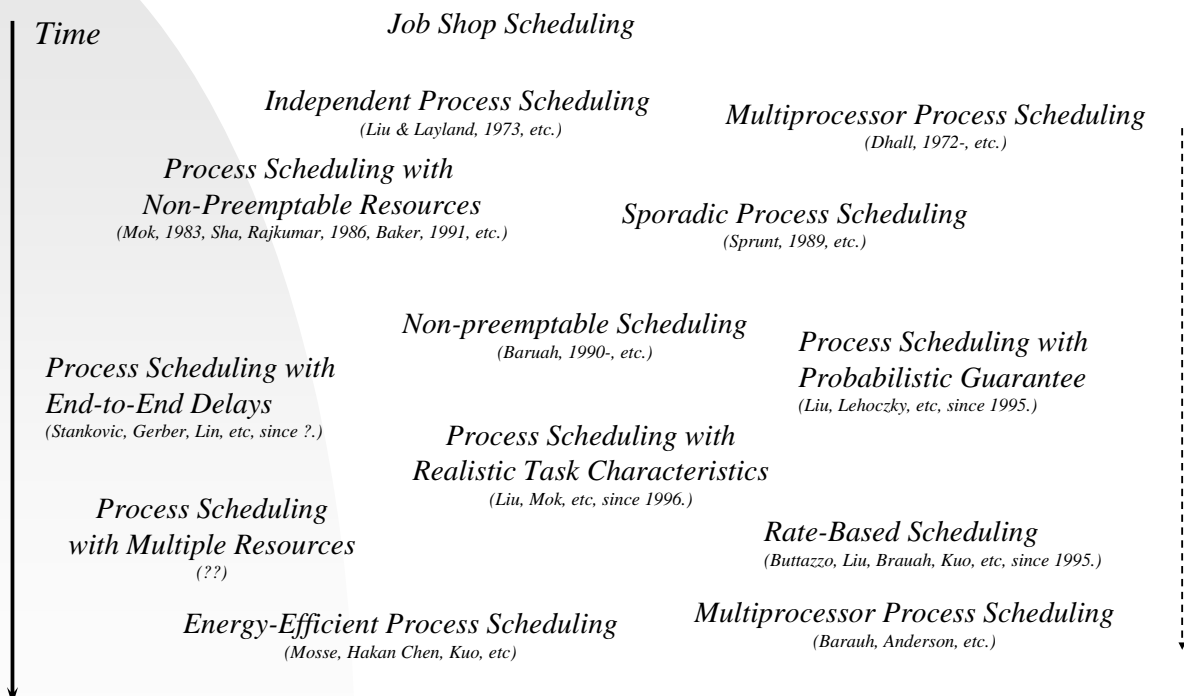 Time
Job Shop Scheduling
Independent Process Scheduling
(Liu & Layland, 1973, etc.)
Multiprocessor Process Scheduling
(Dhall, 1972-, etc.)
Process Scheduling with
Non-Preemptable Resources
(Mok, 1983, Sha, Rajkumar, 1986, Baker, 1991, etc.)
Sporadic Process Scheduling
(Sprunt, 1989, etc.)
Non-preemptable Scheduling
(Baruah, 1990-, etc.)
Process Scheduling with
Probabilistic Guarantee
(Liu, Lehoczky, etc, since 1995.)
Process Scheduling with
End-to-End Delays
(Stankovic, Gerber, Lin, etc, since ?.)
Process Scheduling with
Realistic Task Characteristics
(Liu, Mok, etc, since 1996.)
Process Scheduling
with Multiple Resources
(??)
Rate-Based Scheduling
(Buttazzo, Liu, Brauah, Kuo, etc, since 1995.)
Energy-Efficient Process Scheduling
(Mosse, Hakan Chen, Kuo, etc)
Multiprocessor Process Scheduling
(Barauh, Anderson, etc.)